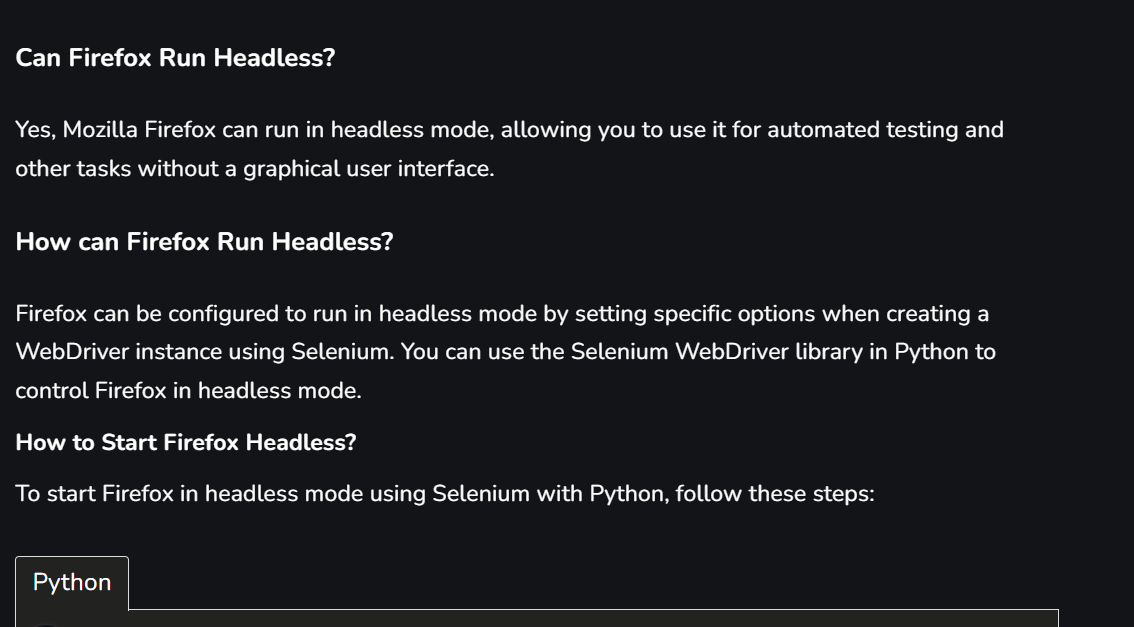 Can Firefox Run Headless?
Yes, Mozilla Firefox can run in headless mode, allowing you to use it for automated testing and
other tasks without a graphical user interface.
How can Firefox Run Headless?
Firefox can be configured to run in headless mode by setting specific options when creating a
WebDriver instance using Selenium. You can use the Selenium WebDriver library in Python to
control Firefox in headless mode.
How to Start Firefox Headless?
To start Firefox in headless mode using Selenium with Python, follow these steps:
Python